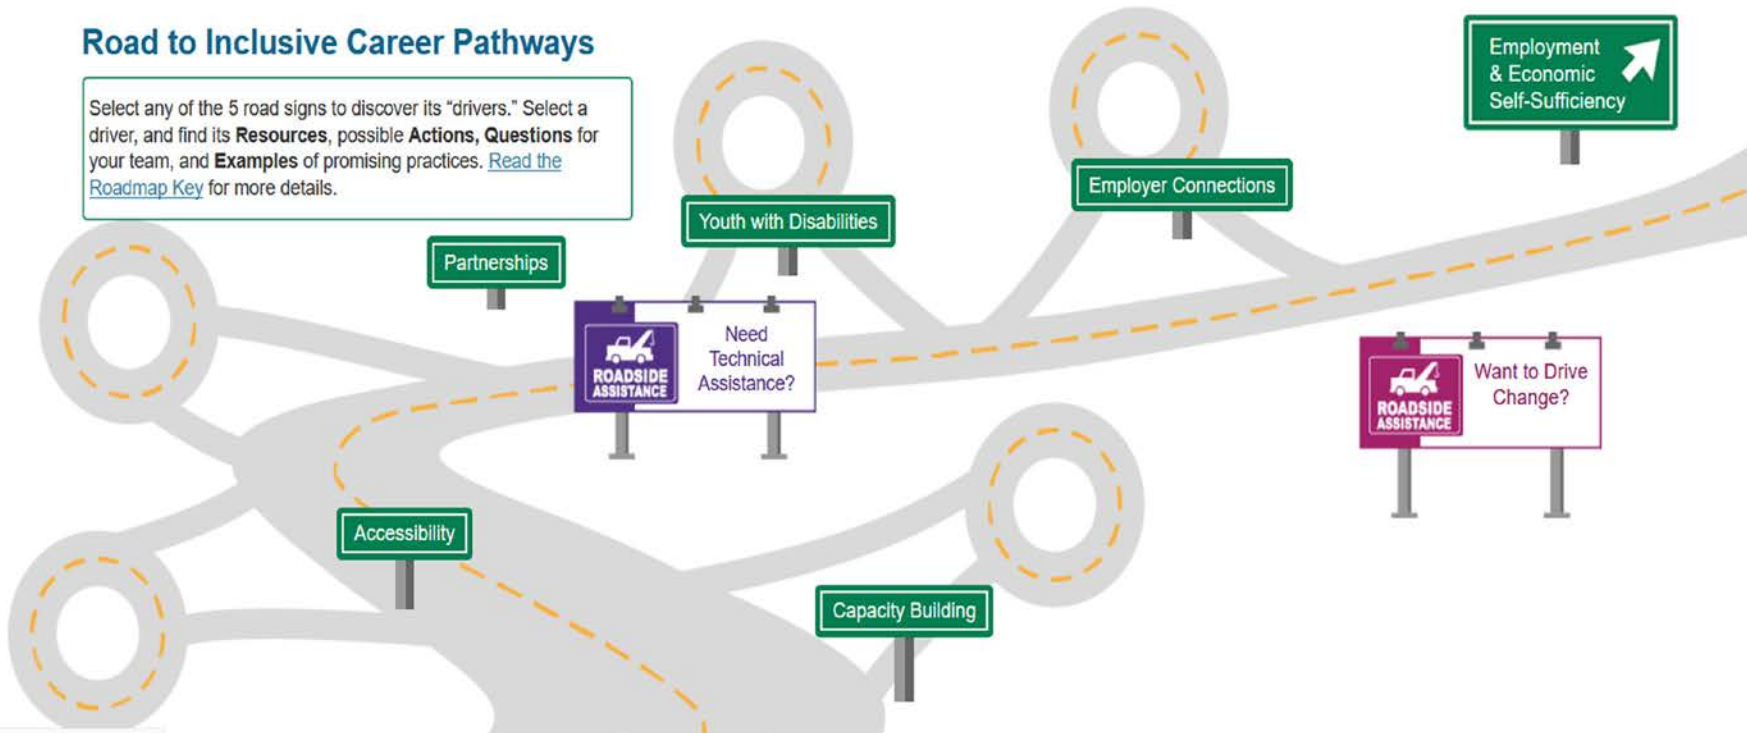 Road to Inclusive Career Pathways
Select any of the 5 road signs to discover its “drivers.” Select a
driver, and find its Resources, possible Actions, Questions for
your team, and Examples of promising practices. Read the
Roadmap Key for more details.
Employment
& Economic
Self-Sufficiency
Employer Connections
Youth with Disabilities
Partnerships
ROADSIDE
ASSISTANCE
Need
Technical
Assistance?
ROADSIDE
ASSISTANCE
Want to Drive
Change?
Accessibility
Capacity Building